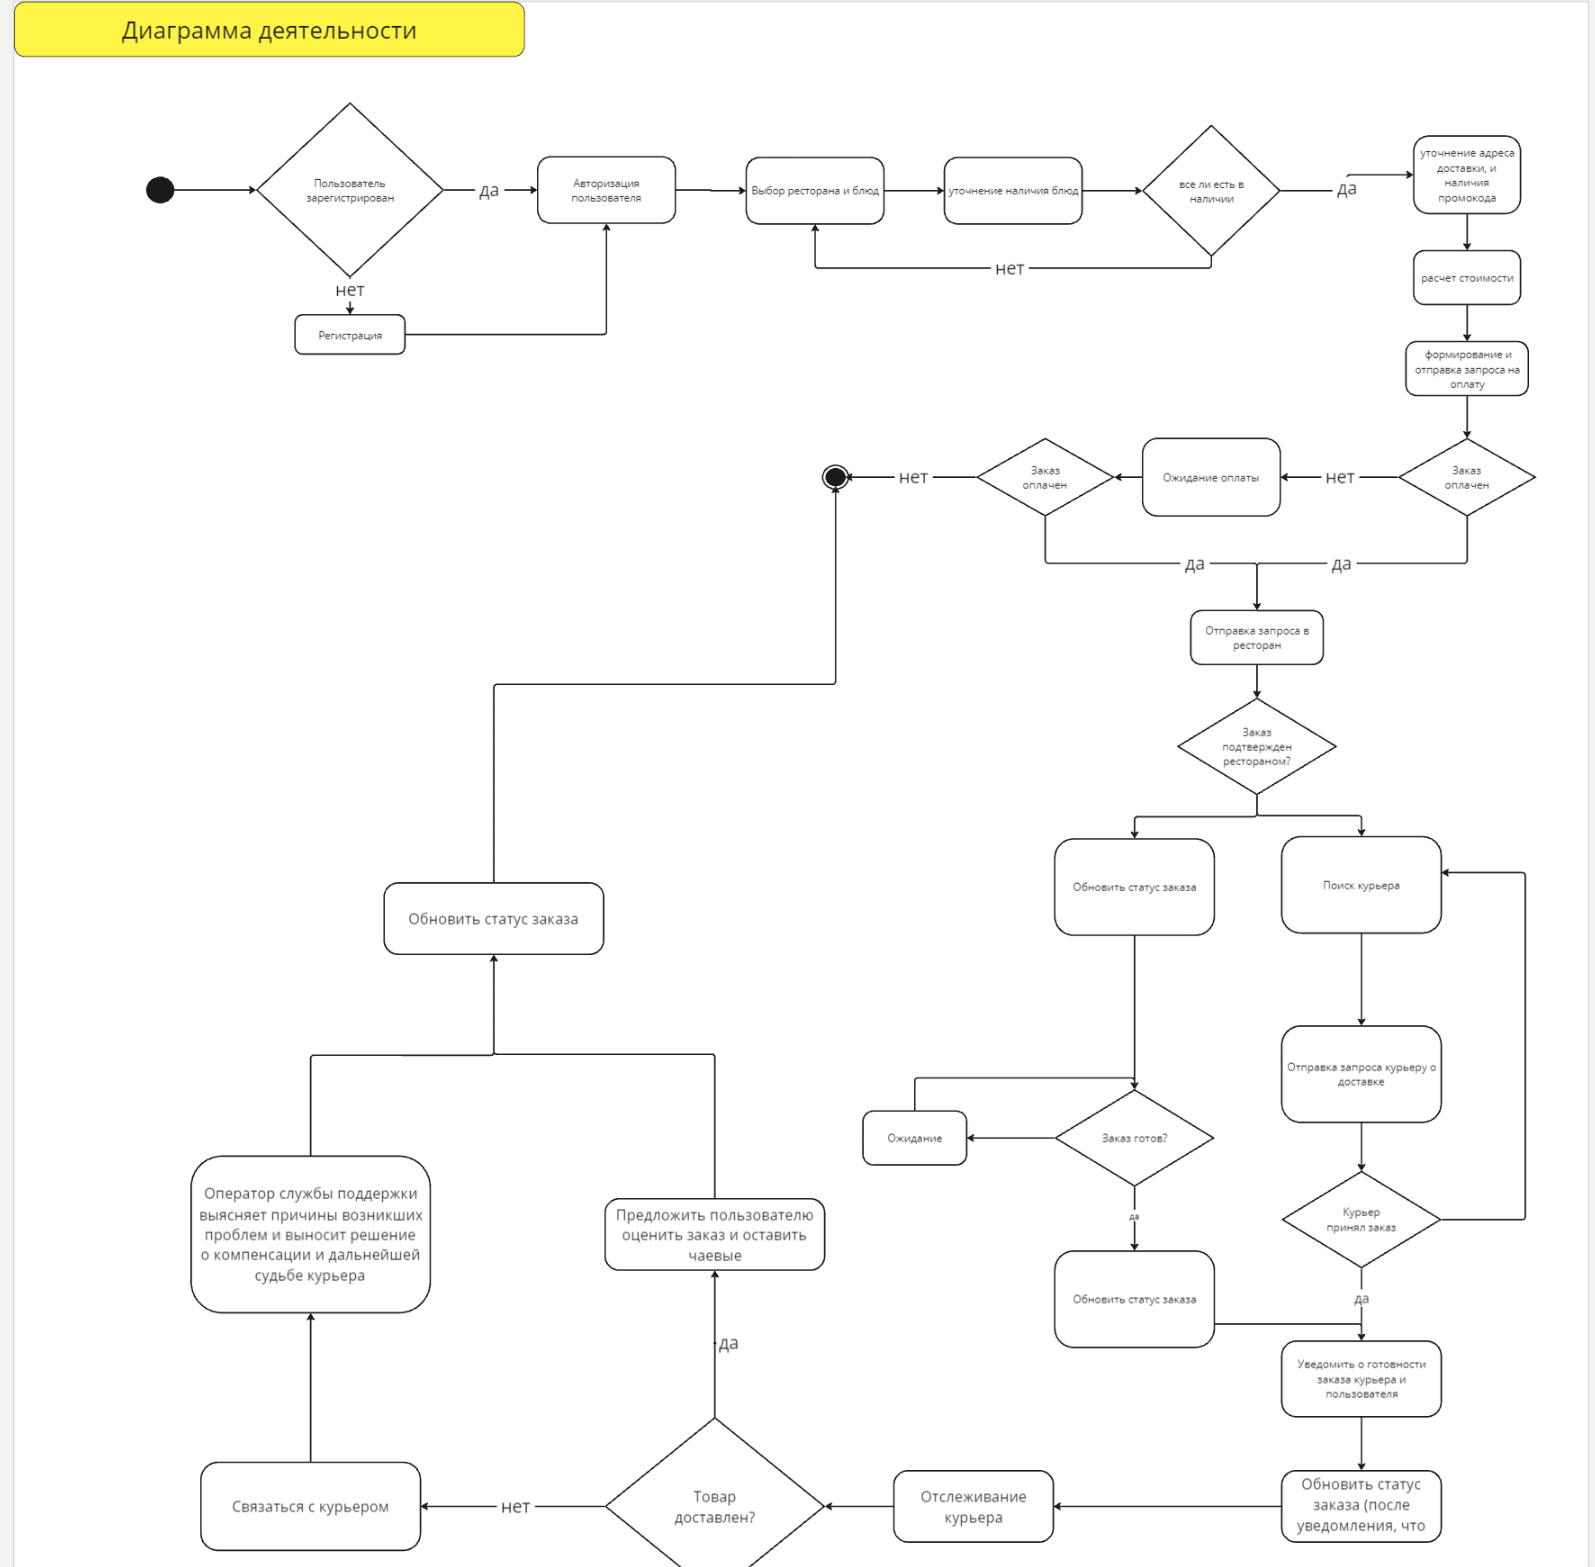 Диаграмма деятельности
Пользователь
зарегистрирован
да
Авторизация
пользователя
Выбор ресторана и блюд
уточнение наличия блюд
все ли есть в
наличии
да
уточнение адреса
доставки, и
наличия
промокода
нет
нет
Регистрация
расчет стоимости
формирование и
отправка запроса на
оплату
Заказ
оплачен
нет
Ожидание оплаты
Заказ
оплачен
нет
да
да
Отправка запроса в
ресторан
Заказ
подтвержден
рестораном?
Обновить статус заказа
Поиск курьера
Обновить статус заказа
Отправка запроса курьеру о
доставке
Ожидание
Заказ готов?
да
Курьер
принял заказ
да
Оператор службы поддержки
выясняет причины возникших
проблем и выносит решение
о компенсации и дальнейшей
судьбе курьера
Предложить пользователю
оценить заказ и оставить
чаевые
Обновить статус заказа
да
Уведомить о готовности
заказа курьера и
пользователя
Связаться с курьером
нет
Товар
доставлен?
Отслеживание
курьера
Обновить статус
заказа (после
уведомления, что